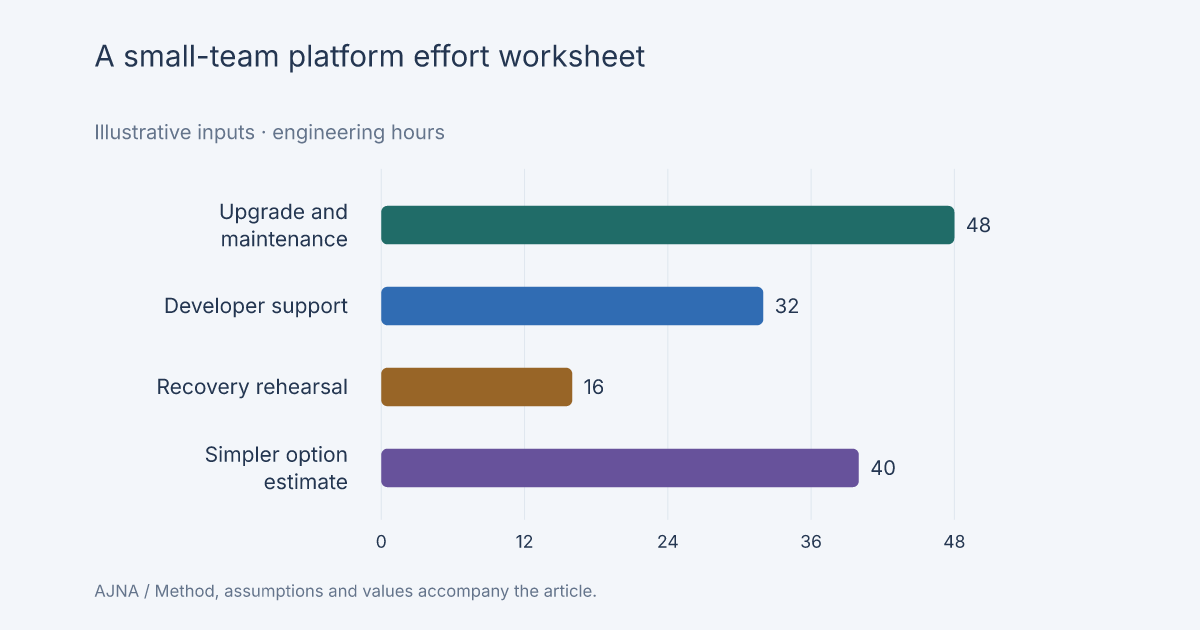 A small-team platform effort worksheet
Illustrative inputs · engineering hours
Upgrade and
maintenance
48
Developer support
32
Recovery rehearsal
16
Simpler option
estimate
40
0 12 24 36 48
AJNA / Method, assumptions and values accompany the article.